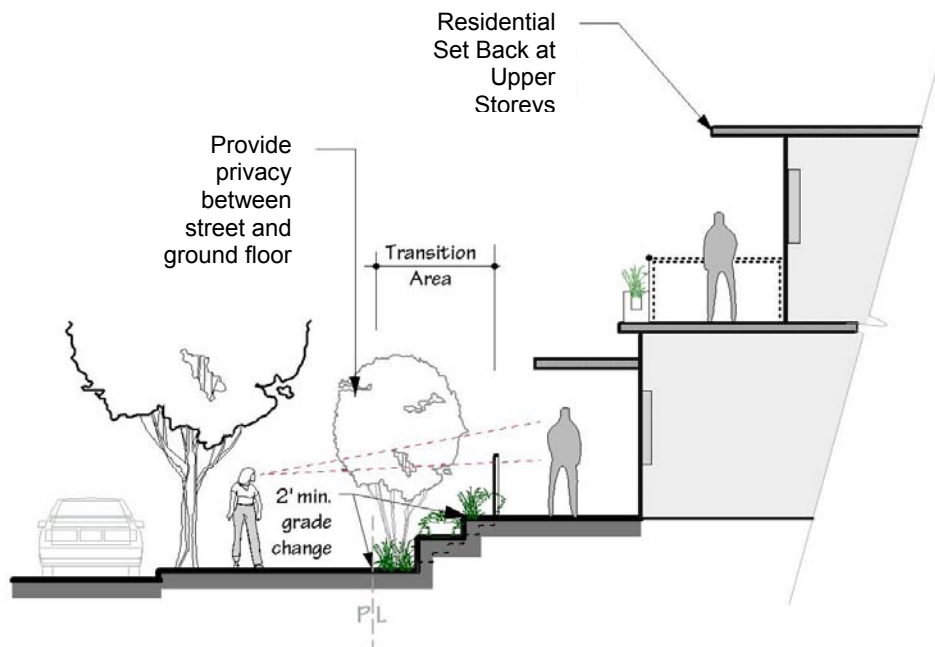 Residential
Set Back at
Upper
Storeys
Provide
privacy
between
street and
ground floor
Transition
Area
2' min.
grade
change
PL